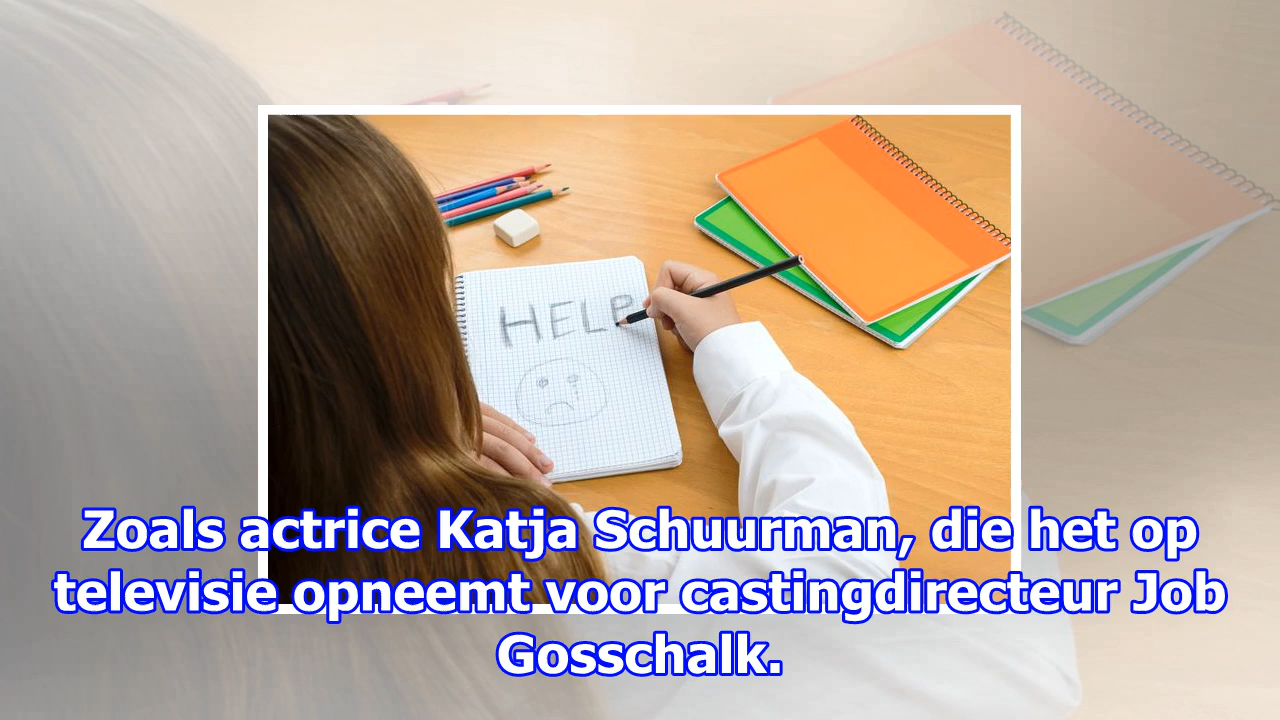 HELP
Zoals actrice Katja Schuurman, die het op
televisie opneemt voor castingdirecteur Job
Gosschalk.